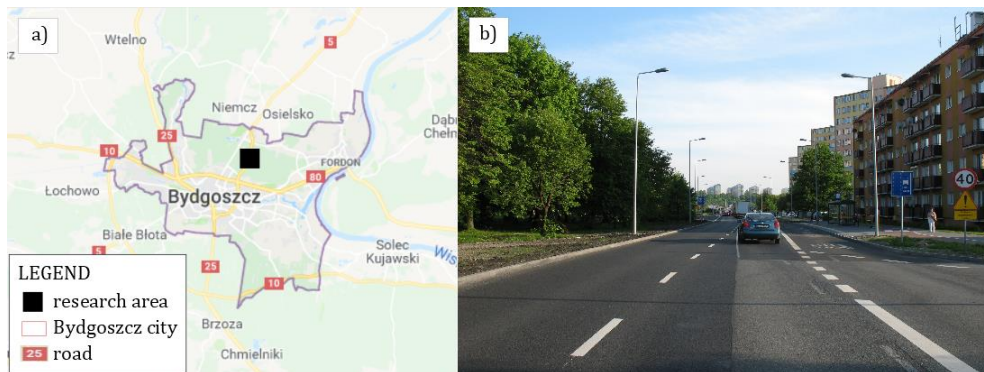 a)
Wtelno
5
Niemcz
Osielsko
Dąb
Chełm
25
10
FORDON
80
Łochowo
Bydgoszcz
Białe Błota
Solec
Kujawski
Wis
5
25
10
LEGEND
research area
Bydgoszcz city
25 road
Brzoza
Chmielniki
b)
40